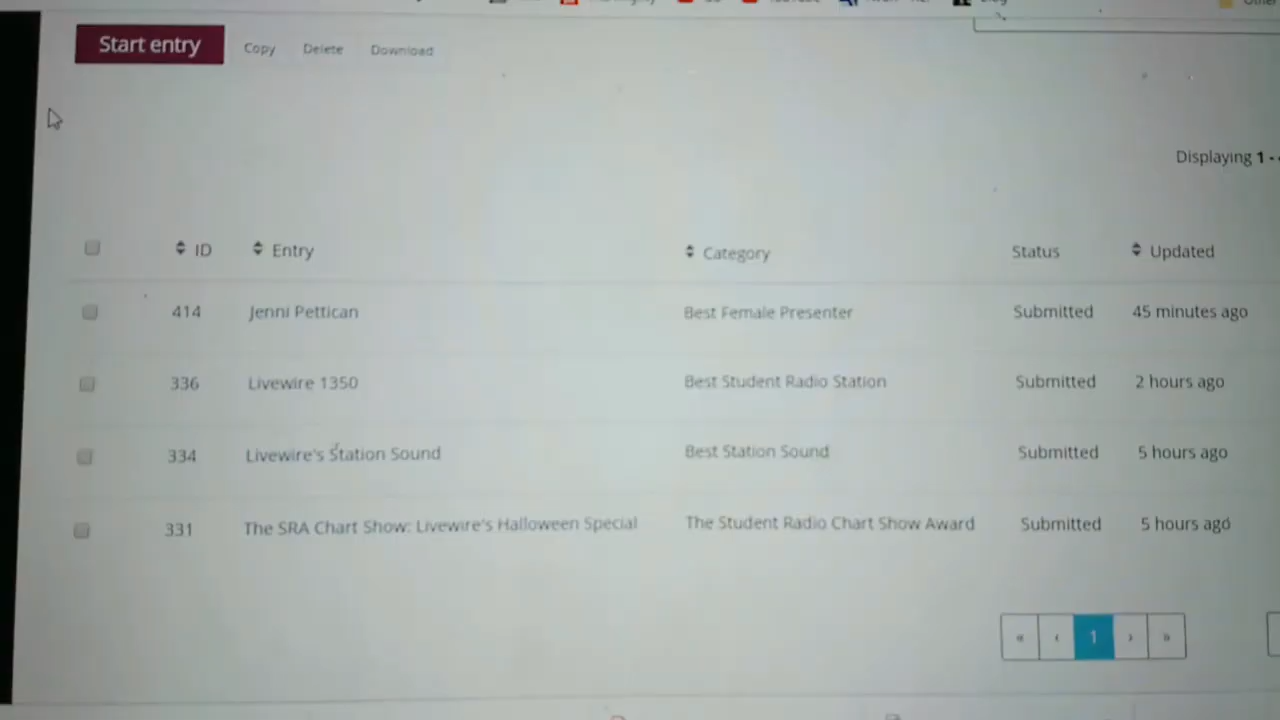 Start entry Copy Delete Download
Displaying 1 -
ID Entry Category Status Updated
414 Jenni Pettican Best Female Presenter Submitted 45 minutes ago
336 Livewire 1350 Best Student Radio Station Submitted 2 hours ago
334 Livewire's Station Sound Best Station Sound Submitted 5 hours ago
331 The SRA Chart Show: Livewire's Halloween Special The Student Radio Chart Show Award Submitted 5 hours ago
« ‹ 1 › »